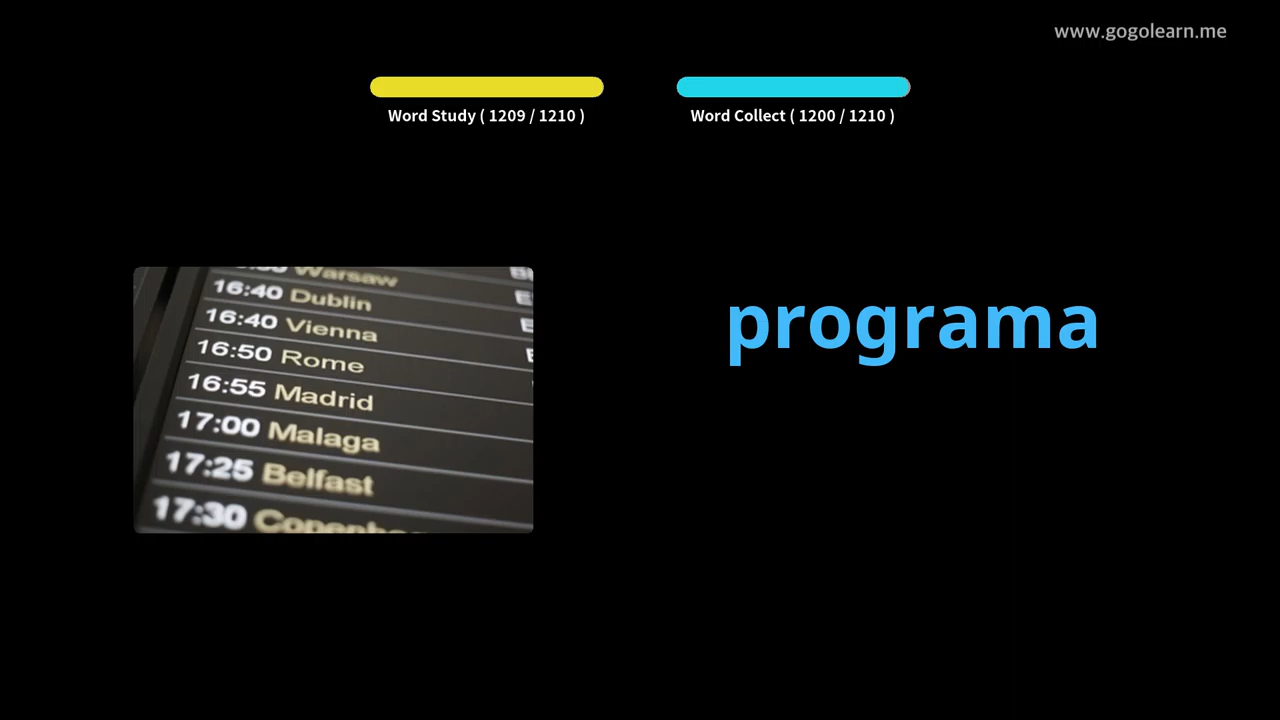 www.gogolearn.me
Word Study ( 1209 / 1210 )
Word Collect ( 1200 / 1210 )
Warsaw
16:40 Dublin
16:40 Vienna
16:50 Rome
16:55 Madrid
17:00 Malaga
17:25 Belfast
17:30
programa